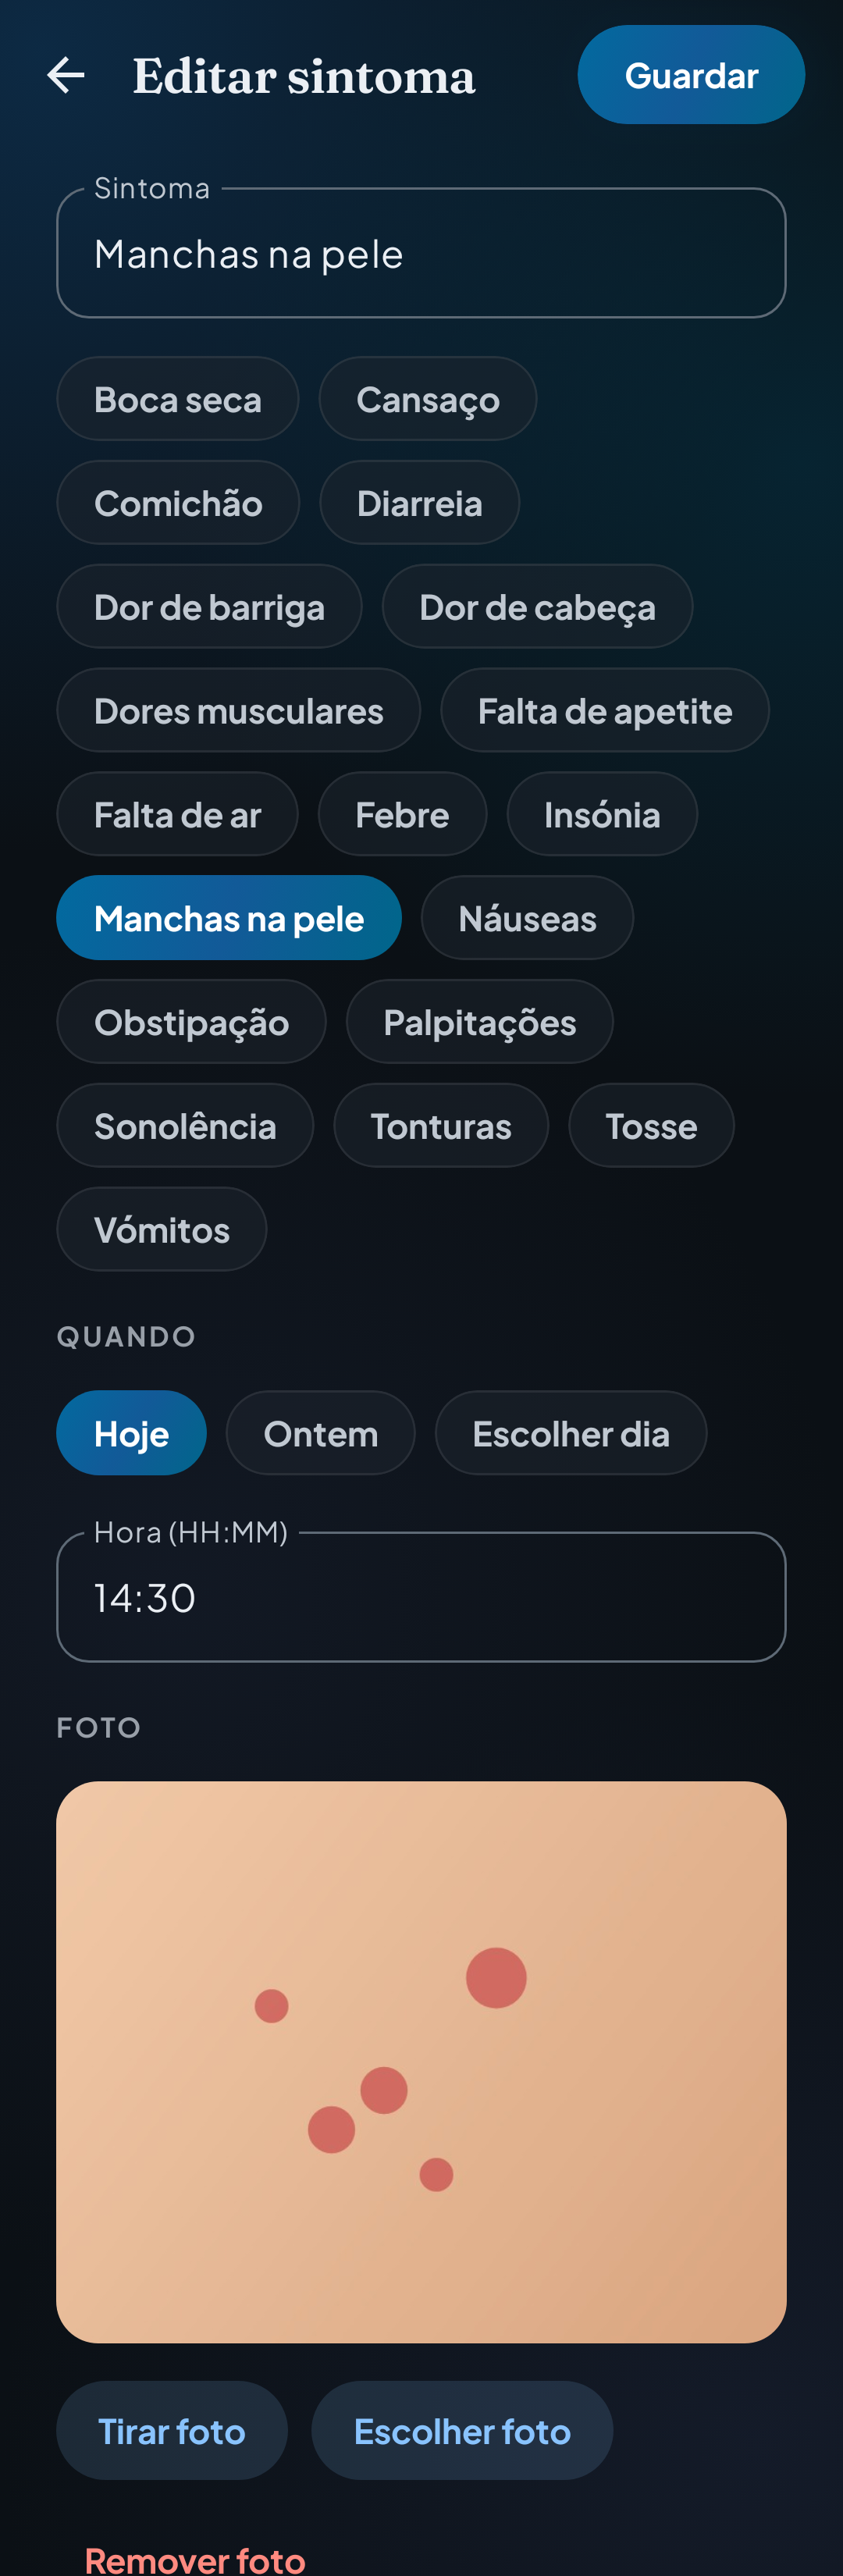 Editar sintoma
Guardar
Sintoma
Manchas na pele
Boca seca
Cansaço
Comichão
Diarreia
Dor de barriga
Dor de cabeça
Dores musculares
Falta de apetite
Falta de ar
Febre
Insónia
Manchas na pele
Náuseas
Obstipação
Palpitações
Sonolência
Tonturas
Tosse
Vómitos
QUANDO
Hoje
Ontem
Escolher dia
Hora (HH:MM)
14:30
FOTO
Tirar foto
Escolher foto
Remover foto